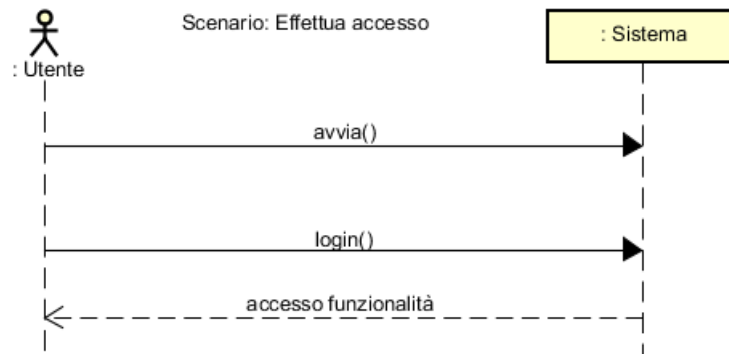 Scenario: Effettua accesso
: Sistema
: Utente
avvia()
login()
accesso funzionalità